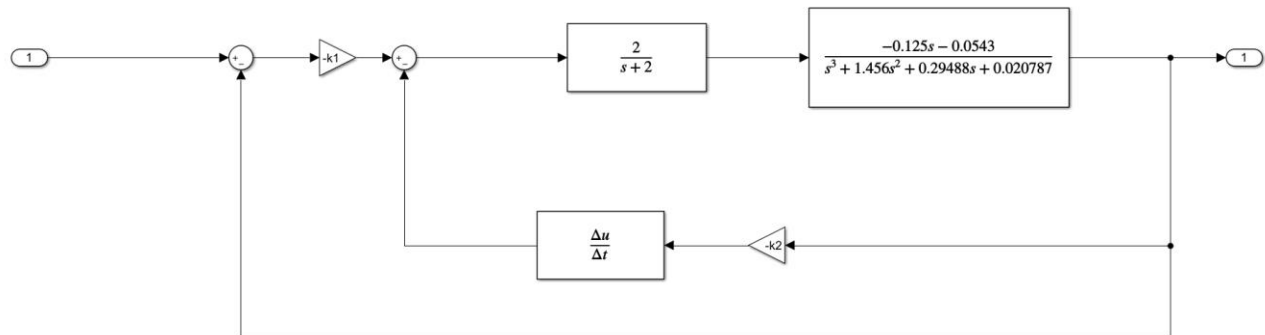 1
+
−
-k1
+
−
2
s + 2
−0.125s − 0.0543
s³ + 1.456s² + 0.29488s + 0.020787
1
Δu
Δt
-k2